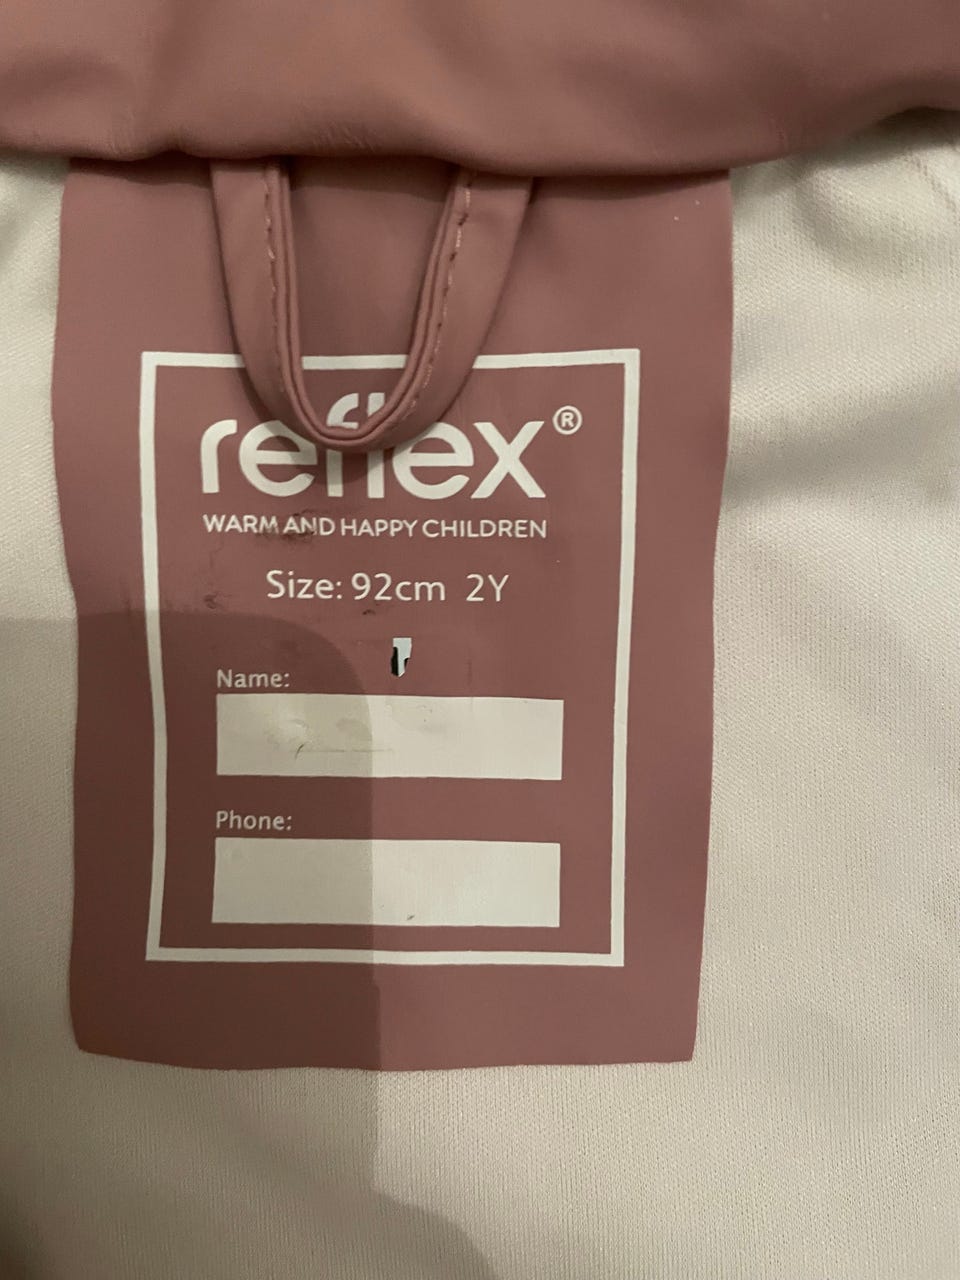 reflex®
WARM AND HAPPY CHILDREN
Size: 92cm 2Y
Name:
Phone: